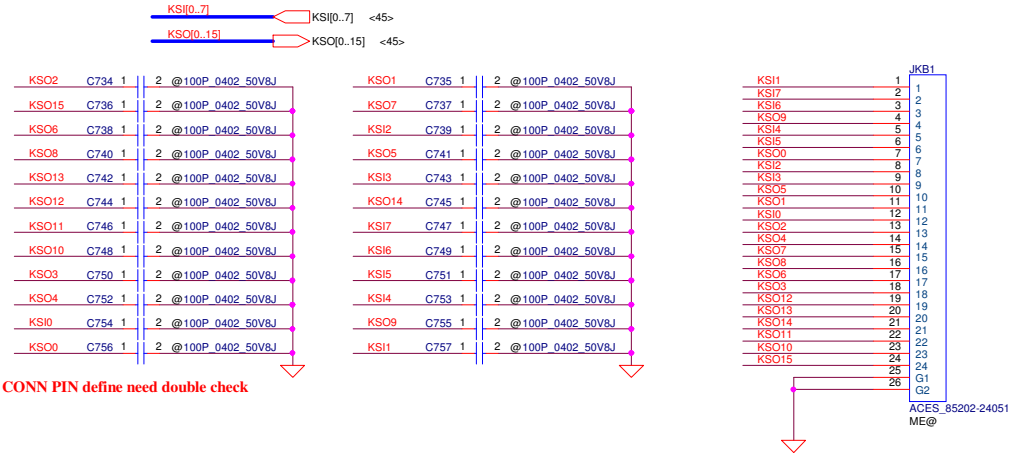 KSI[0..7] KSI[0..7] <45>
KSO[0..15] KSO[0..15] <45>
KSO2 C734 1 2 @100P_0402_50V8J
KSO15 C736 1 2 @100P_0402_50V8J
KSO6 C738 1 2 @100P_0402_50V8J
KSO8 C740 1 2 @100P_0402_50V8J
KSO13 C742 1 2 @100P_0402_50V8J
KSO12 C744 1 2 @100P_0402_50V8J
KSO11 C746 1 2 @100P_0402_50V8J
KSO10 C748 1 2 @100P_0402_50V8J
KSO3 C750 1 2 @100P_0402_50V8J
KSO4 C752 1 2 @100P_0402_50V8J
KSI0 C754 1 2 @100P_0402_50V8J
KSO0 C756 1 2 @100P_0402_50V8J
CONN PIN define need double check
KSO1 C735 1 2 @100P_0402_50V8J
KSO7 C737 1 2 @100P_0402_50V8J
KSI2 C739 1 2 @100P_0402_50V8J
KSO5 C741 1 2 @100P_0402_50V8J
KSI3 C743 1 2 @100P_0402_50V8J
KSO14 C745 1 2 @100P_0402_50V8J
KSI7 C747 1 2 @100P_0402_50V8J
KSI6 C749 1 2 @100P_0402_50V8J
KSI5 C751 1 2 @100P_0402_50V8J
KSI4 C753 1 2 @100P_0402_50V8J
KSO9 C755 1 2 @100P_0402_50V8J
KSI1 C757 1 2 @100P_0402_50V8J
JKB1
KSI1 1 1
KSI7 2 2
KSI6 3 3
KSO9 4 4
KSI4 5 5
KSI5 6 6
KSO0 7 7
KSI2 8 8
KSI3 9 9
KSO5 10 10
KSO1 11 11
KSI0 12 12
KSO2 13 13
KSO4 14 14
KSO7 15 15
KSO8 16 16
KSO6 17 17
KSO3 18 18
KSO12 19 19
KSO13 20 20
KSO14 21 21
KSO11 22 22
KSO10 23 23
KSO15 24 24
25 G1
26 G2
ACES_85202-24051
ME@